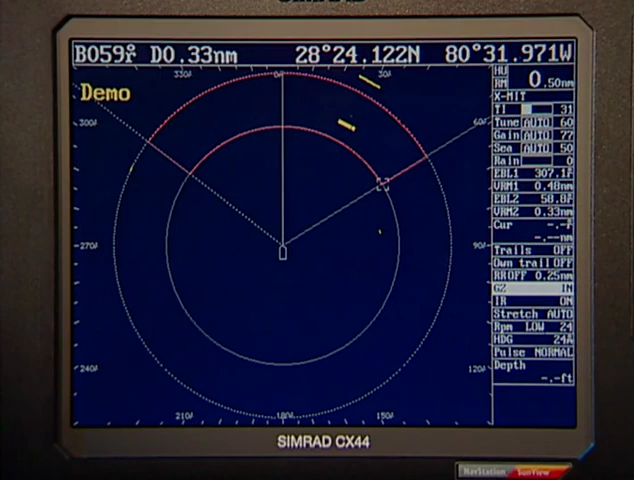 SIMRAD
B059°R D0.33nm 28°24.122N 80°31.971W
Demo
HU
RM 0.50nm
X-MIT
TI 31
Tune AUTO 60
Gain AUTO 77
Sea AUTO 50
Rain 0
EBL1 307.1°R
VRM1 0.48nm
EBL2 58.8°R
VRM2 0.33nm
Cur -.-°R
-.--nm
Trails OFF
Own trail OFF
RROFF 0.25nm
GZ IN
IR ON
Stretch AUTO
Rpm LOW 24
HDG 24A
Pulse NORMAL
Depth
-.-ft
330
0
30
300
60
270
90
240
120
210
180
150
SIMRAD CX44
NavStation SunView